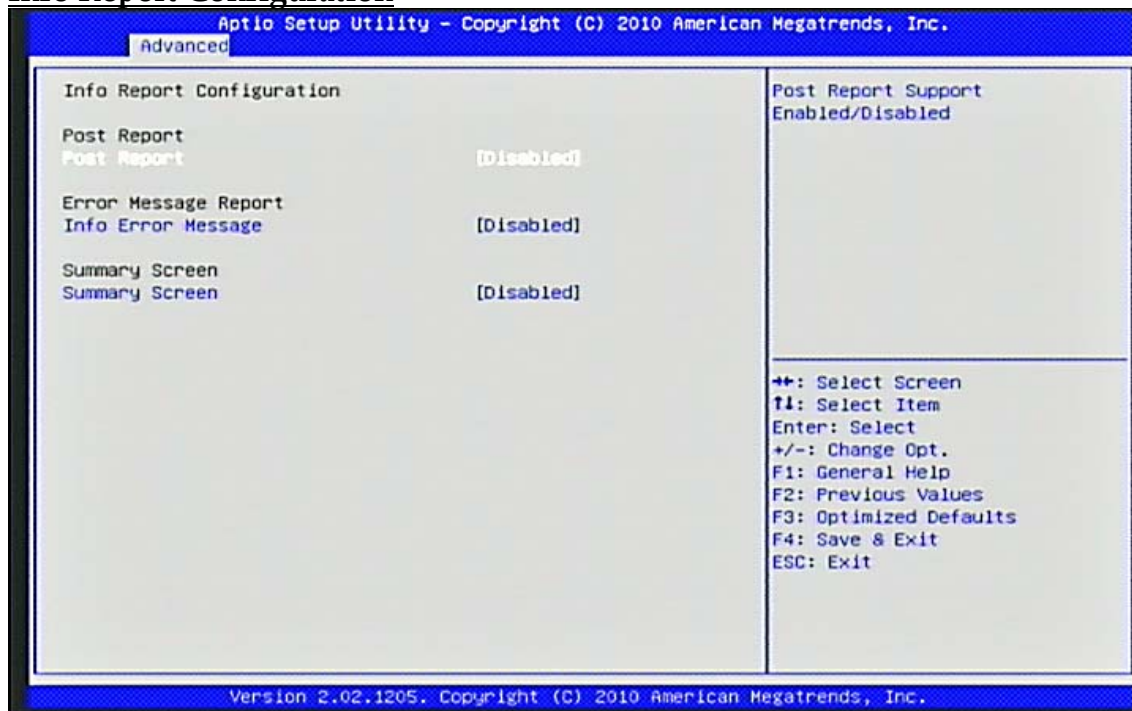 Info Report Configuration
Aptio Setup Utility – Copyright (C) 2010 American Megatrends, Inc.
Advanced
Info Report Configuration
Post Report
Post Report [Disabled]
Error Message Report
Info Error Message [Disabled]
Summary Screen
Summary Screen [Disabled]
Post Report Support
Enabled/Disabled
→←: Select Screen
↑↓: Select Item
Enter: Select
+/-: Change Opt.
F1: General Help
F2: Previous Values
F3: Optimized Defaults
F4: Save & Exit
ESC: Exit
Version 2.02.1205. Copyright (C) 2010 American Megatrends, Inc.